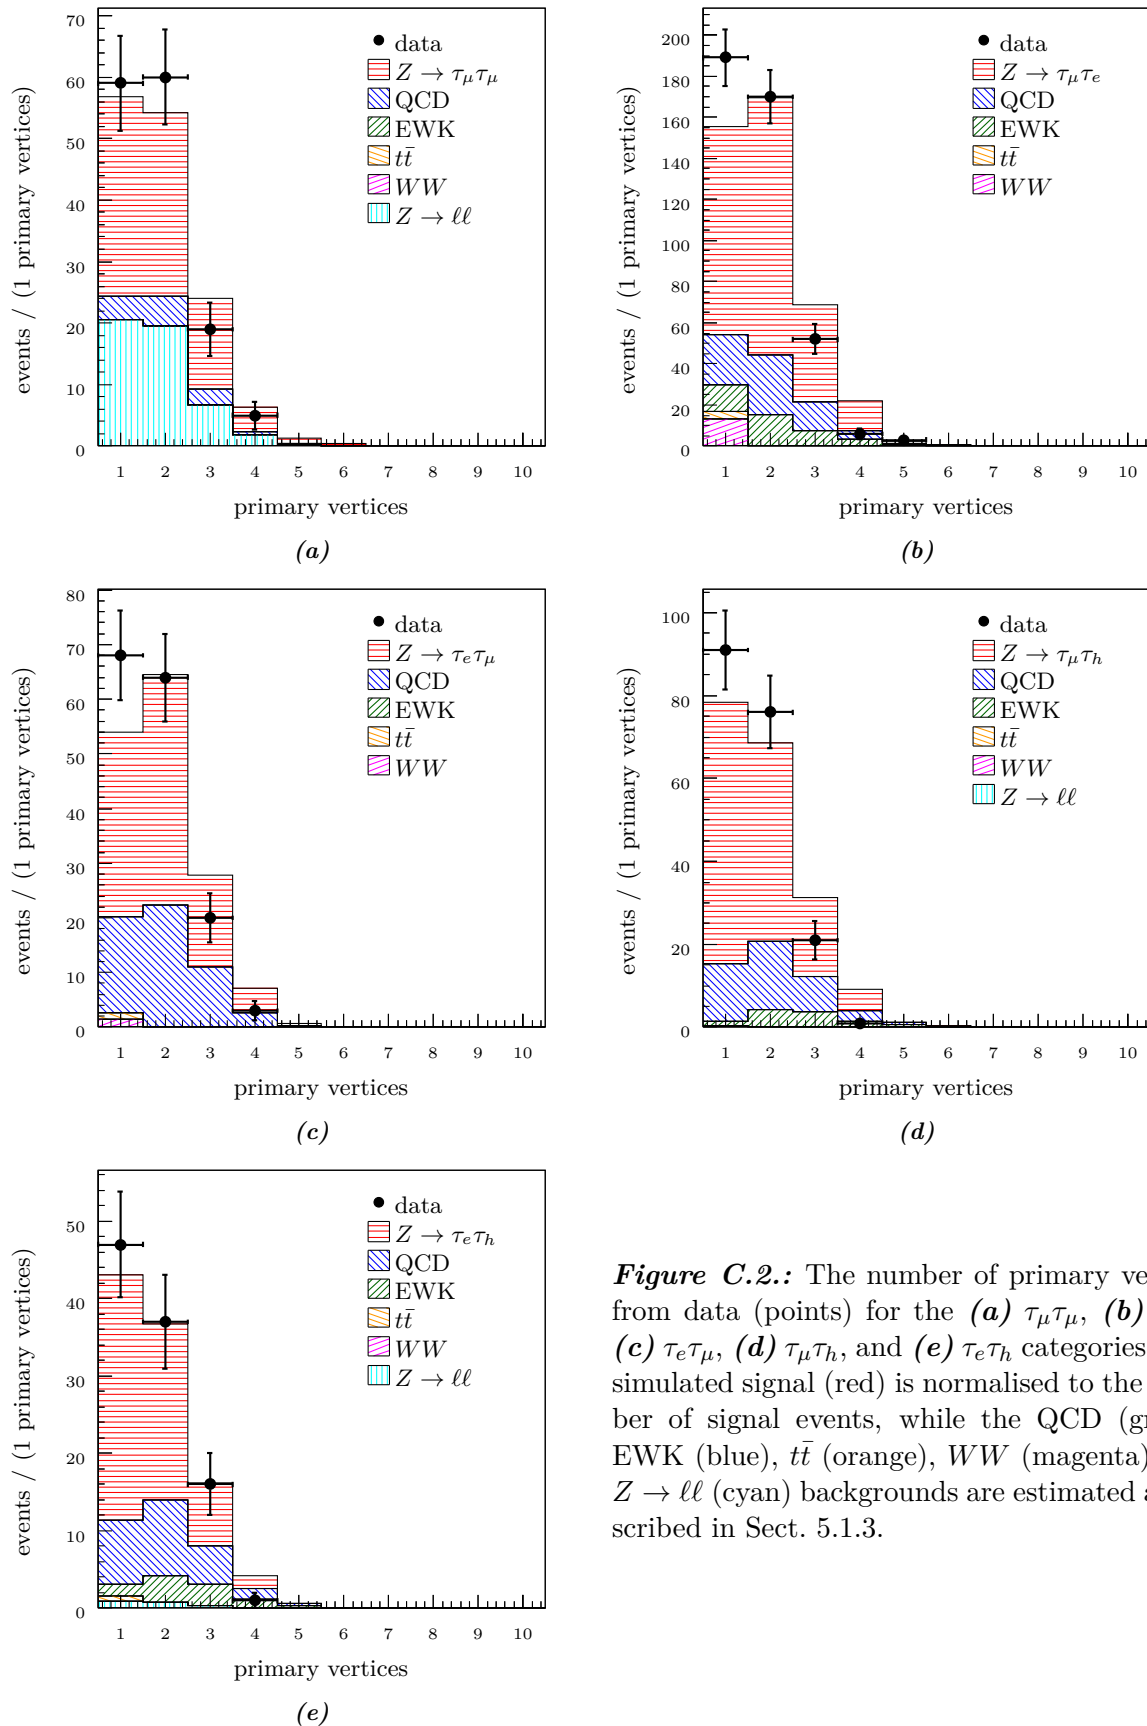 70
60
50
40
30
20
10
0
events / (1 primary vertices)
data
Z → τμτμ
QCD
EWK
tt̄
WW
Z → ℓℓ
1 2 3 4 5 6 7 8 9 10
primary vertices
(a)
200
180
160
140
120
100
80
60
40
20
0
events / (1 primary vertices)
data
Z → τμτe
QCD
EWK
tt̄
WW
1 2 3 4 5 6 7 8 9 10
primary vertices
(b)
80
70
60
50
40
30
20
10
0
events / (1 primary vertices)
data
Z → τeτμ
QCD
EWK
tt̄
WW
1 2 3 4 5 6 7 8 9 10
primary vertices
(c)
100
80
60
40
20
0
events / (1 primary vertices)
data
Z → τμτh
QCD
EWK
tt̄
WW
Z → ℓℓ
1 2 3 4 5 6 7 8 9 10
primary vertices
(d)
50
40
30
20
10
0
events / (1 primary vertices)
data
Z → τeτh
QCD
EWK
tt̄
WW
Z → ℓℓ
1 2 3 4 5 6 7 8 9 10
primary vertices
(e)
Figure C.2.: The number of primary ve
from data (points) for the (a) τμτμ, (b)
(c) τeτμ, (d) τμτh, and (e) τeτh categories
simulated signal (red) is normalised to the
ber of signal events, while the QCD (gr
EWK (blue), tt̄ (orange), WW (magenta)
Z → ℓℓ (cyan) backgrounds are estimated a
scribed in Sect. 5.1.3.